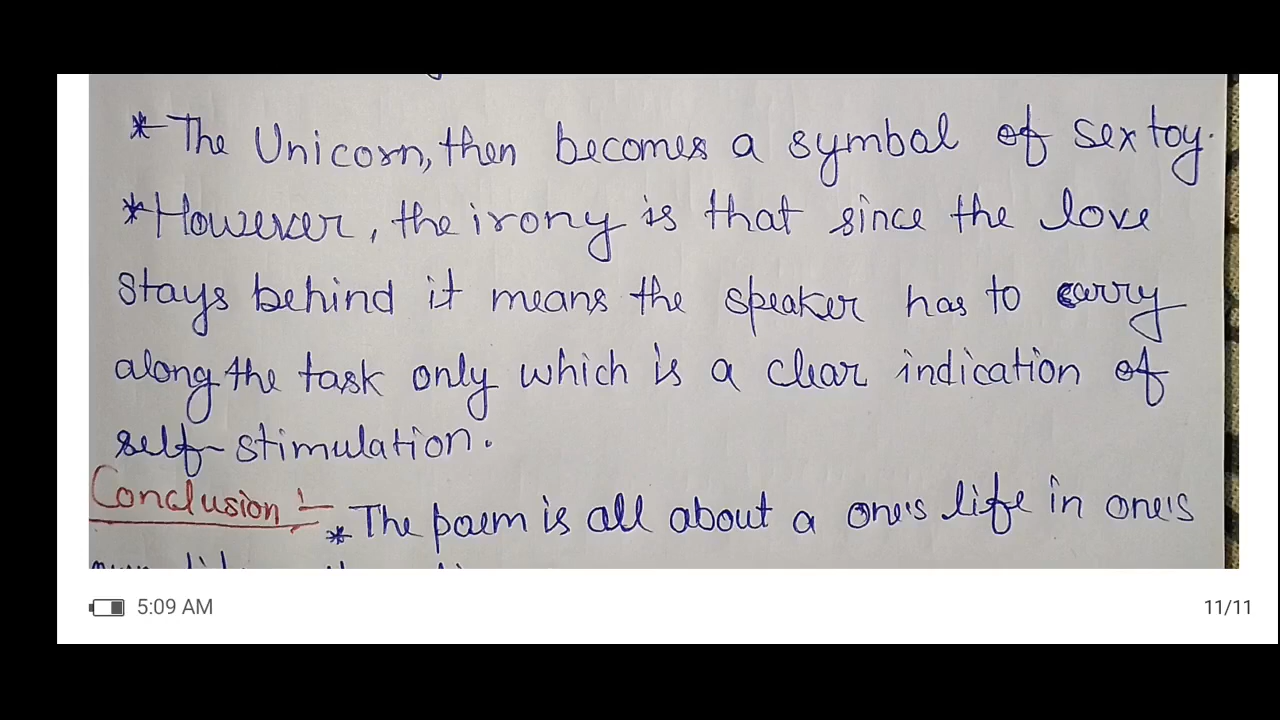 * The Unicorn, then becomes a symbol of sex toy.
* However, the irony is that since the love
stays behind it means the speaker has to carry
along the task only which is a clear indication of
self-stimulation.
Conclusion :- * The poem is all about a one's life in one's
5:09 AM
11/11